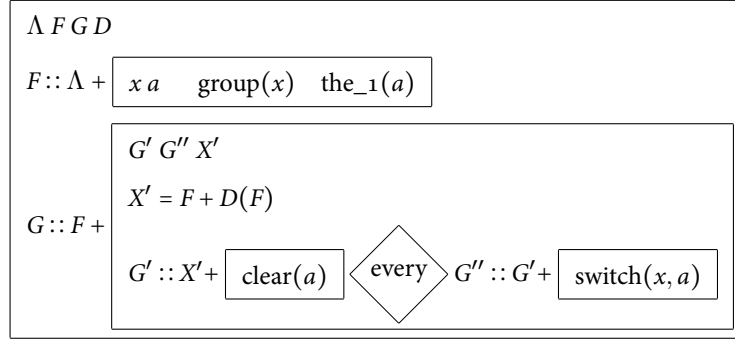 Λ F G D
F :: Λ + x a group(x) the_1(a)
G′ G″ X′
X′ = F + D(F)
G :: F +
G′ :: X′ + clear(a) every G″ :: G′ + switch(x, a)